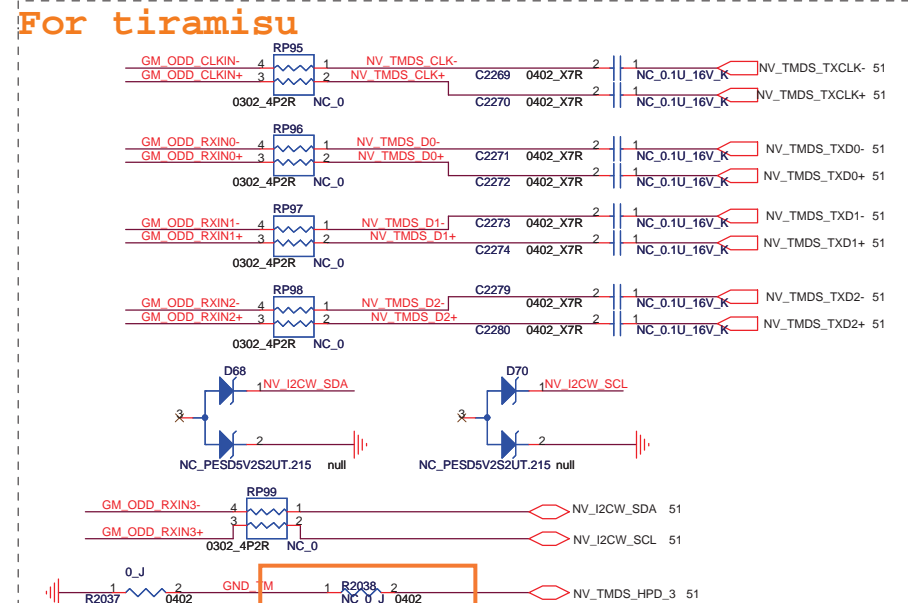 For tiramisu
RP95
GM_ODD_CLKIN- 4 1 NV_TMDS_CLK- 2 1 NV_TMDS_TXCLK- 51
GM_ODD_CLKIN+ 3 2 NV_TMDS_CLK+ C2269 0402_X7R NC_0.1U_16V_K
2 1 NV_TMDS_TXCLK+ 51
0302_4P2R NC_0 C2270 0402_X7R NC_0.1U_16V_K
RP96
GM_ODD_RXIN0- 4 1 NV_TMDS_D0- 2 1 NV_TMDS_TXD0- 51
GM_ODD_RXIN0+ 3 2 NV_TMDS_D0+ C2271 0402_X7R NC_0.1U_16V_K
2 1 NV_TMDS_TXD0+ 51
0302_4P2R NC_0 C2272 0402_X7R NC_0.1U_16V_K
RP97
2 1 NV_TMDS_TXD1- 51
GM_ODD_RXIN1- 4 1 NV_TMDS_D1- C2273 0402_X7R NC_0.1U_16V_K
GM_ODD_RXIN1+ 3 2 NV_TMDS_D1+ 2 1 NV_TMDS_TXD1+ 51
C2274 0402_X7R NC_0.1U_16V_K
0302_4P2R NC_0
RP98
C2279 2 1 NV_TMDS_TXD2- 51
GM_ODD_RXIN2- 4 1 NV_TMDS_D2- 0402_X7R NC_0.1U_16V_K
GM_ODD_RXIN2+ 3 2 NV_TMDS_D2+ 2 1 NV_TMDS_TXD2+ 51
C2280 0402_X7R NC_0.1U_16V_K
0302_4P2R NC_0
D68 D70
1 NV_I2CW_SDA 1 NV_I2CW_SCL
3 3
2 2
NC_PESD5V2S2UT.215 null NC_PESD5V2S2UT.215 null
RP99
GM_ODD_RXIN3- 4 1 NV_I2CW_SDA 51
3 2
GM_ODD_RXIN3+ NV_I2CW_SCL 51
0302_4P2R NC_0
0_J
1 2 GND_TM 1 R2038 2 NV_TMDS_HPD_3 51
R2037 0402 NC_0_J 0402